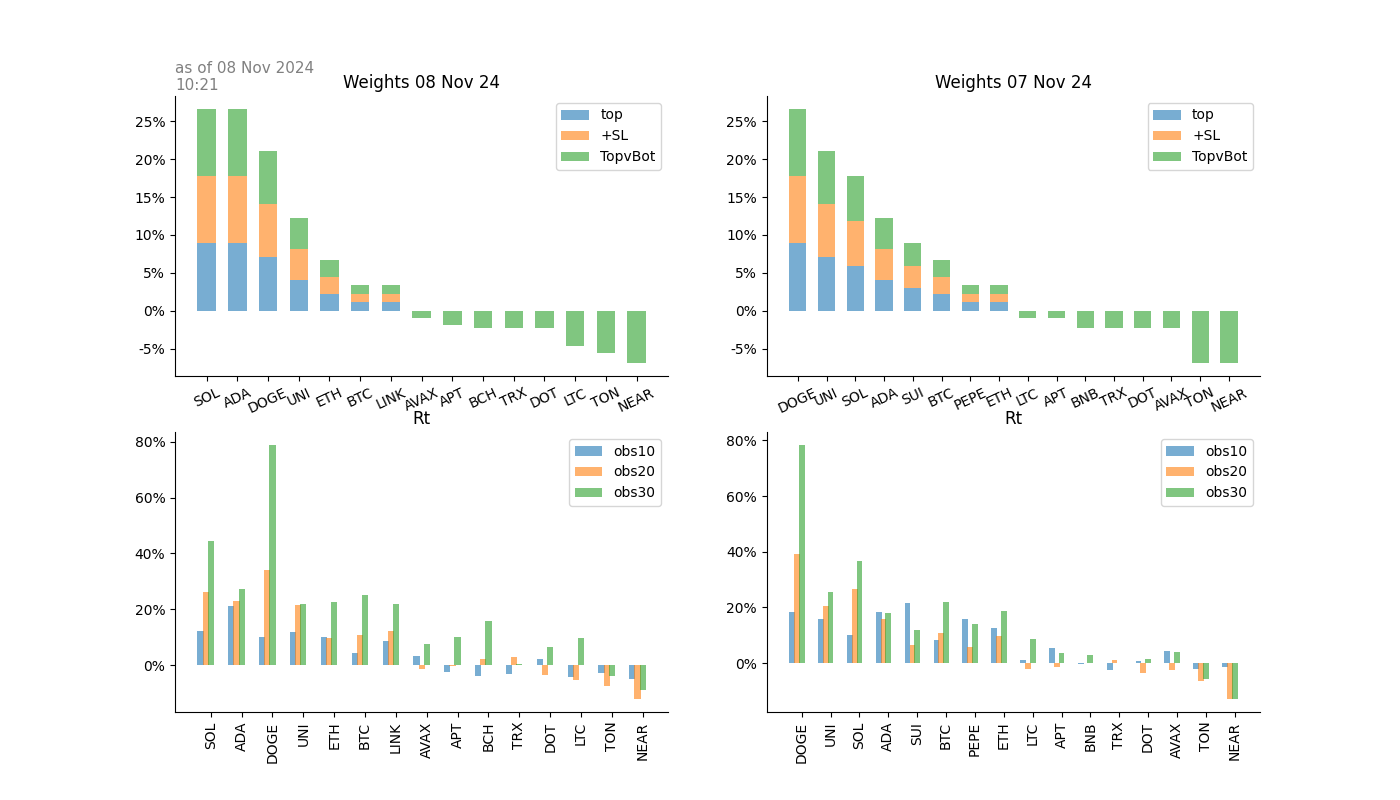 as of 08 Nov 2024
10:21
Weights 08 Nov 24
25%
20%
15%
10%
5%
0%
-5%
top
+SL
TopvBot
SOL ADA DOGE UNI ETH BTC LINK AVAX APT BCH TRX DOT LTC TON NEAR
Weights 07 Nov 24
25%
20%
15%
10%
5%
0%
-5%
top
+SL
TopvBot
DOGE UNI SOL ADA SUI BTC PEPE ETH LTC APT BNB TRX DOT AVAX TON NEAR
Rt
80%
60%
40%
20%
0%
obs10
obs20
obs30
SOL ADA DOGE UNI ETH BTC LINK AVAX APT BCH TRX DOT LTC TON NEAR
Rt
80%
60%
40%
20%
0%
obs10
obs20
obs30
DOGE UNI SOL ADA SUI BTC PEPE ETH LTC APT BNB TRX DOT AVAX TON NEAR